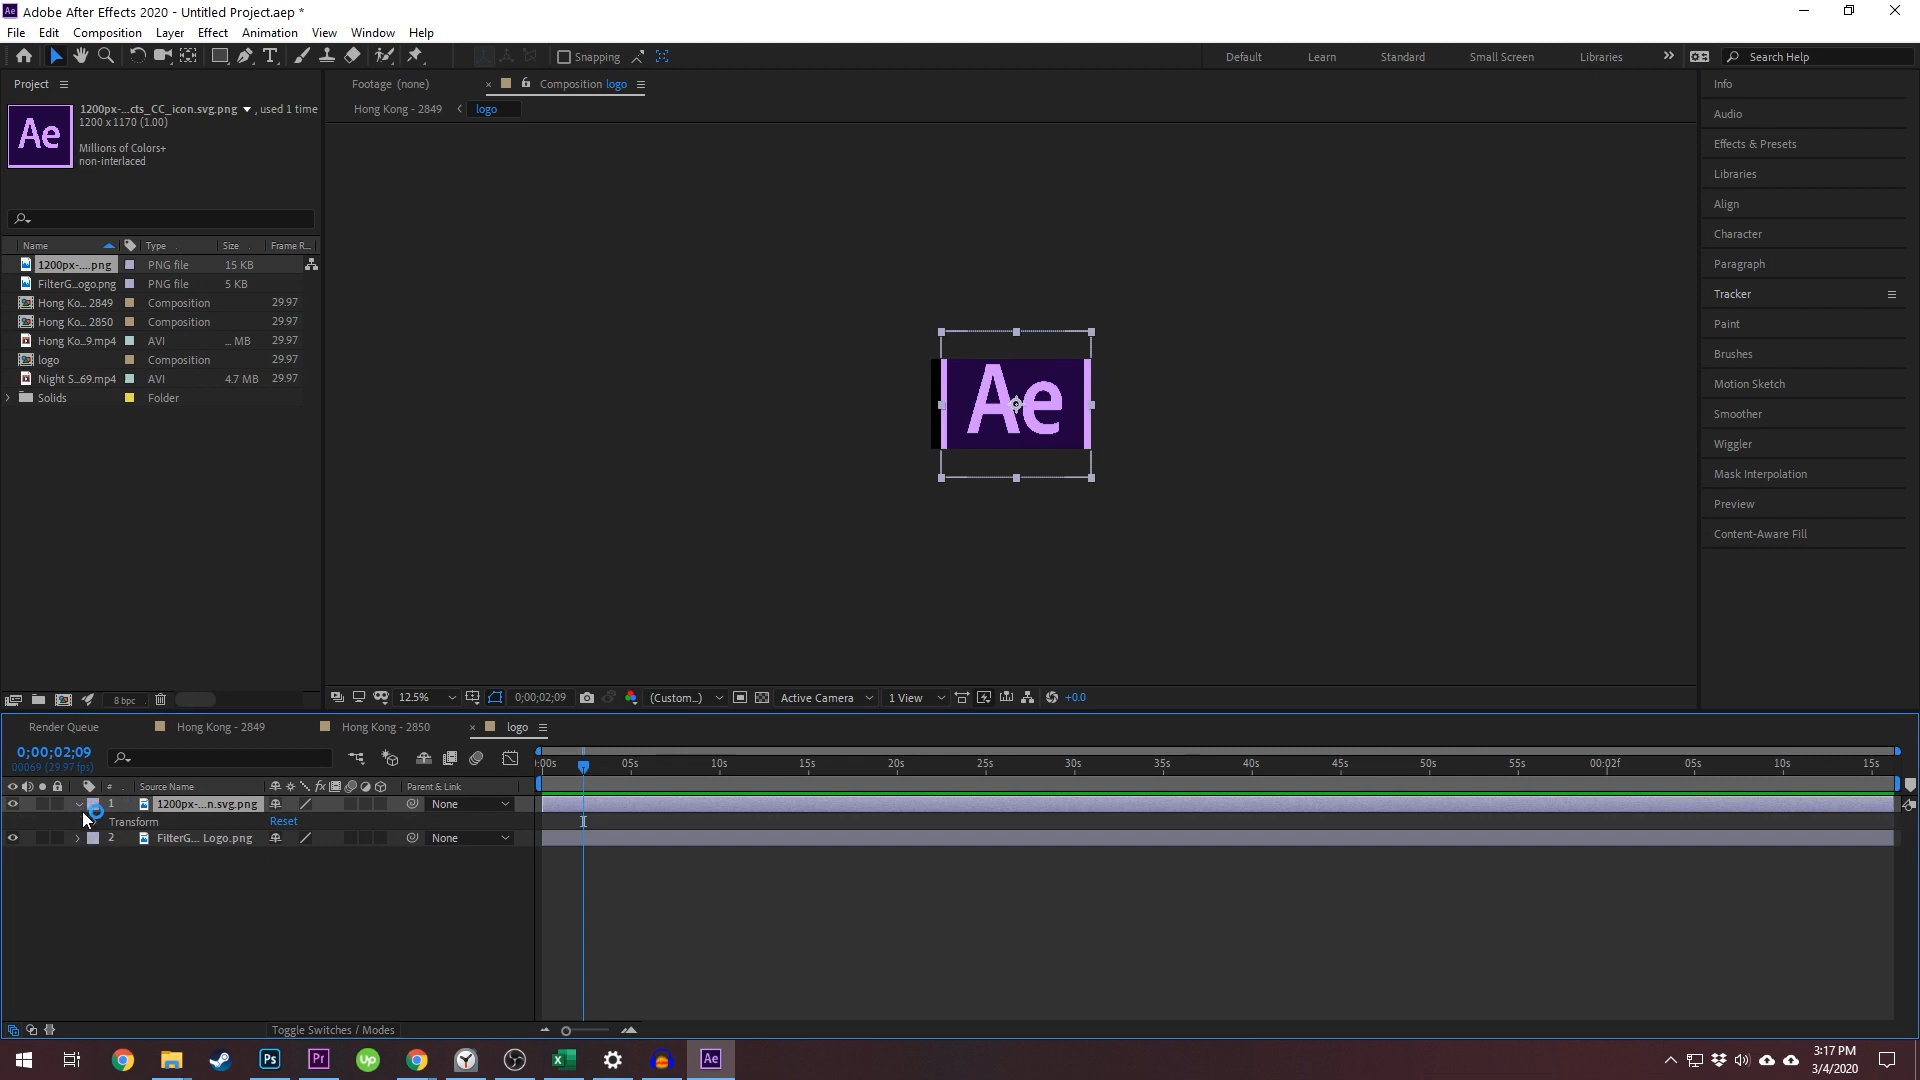 Ae Adobe After Effects 2020 - Untitled Project.aep *
File Edit Composition Layer Effect Animation View Window Help
Snapping Default Learn Standard Small Screen Libraries Search Help
Project
1200px-...cts_CC_icon.svg.png , used 1 time
1200 x 1170 (1.00)
Millions of Colors+
non-interlaced
Ae
Name Type Size Frame R...
1200px-....png PNG file 15 KB
FilterG...ogo.png PNG file 5 KB
Hong Ko... 2849 Composition 29.97
Hong Ko... 2850 Composition 29.97
Hong Ko...9.mp4 AVI ... MB 29.97
logo Composition 29.97
Night S...69.mp4 AVI 4.7 MB 29.97
Solids Folder
8 bpc
Footage (none) Composition logo
Hong Kong - 2849 logo
Ae
12.5% 0;00;02;09 (Custom...) Active Camera 1 View +0.0
Info
Audio
Effects & Presets
Libraries
Align
Character
Paragraph
Tracker
Paint
Brushes
Motion Sketch
Smoother
Wiggler
Mask Interpolation
Preview
Content-Aware Fill
Render Queue Hong Kong - 2849 Hong Kong - 2850 logo
0;00;02;09
00069 (29.97 fps)
:00s 05s 10s 15s 20s 25s 30s 35s 40s 45s 50s 55s 00:02f 05s 10s 15s
# Source Name fx Parent & Link
1 1200px-...n.svg.png None
Transform Reset
2 FilterG... Logo.png None
Toggle Switches / Modes
Ps Pr Up Ae
3:17 PM
3/4/2020